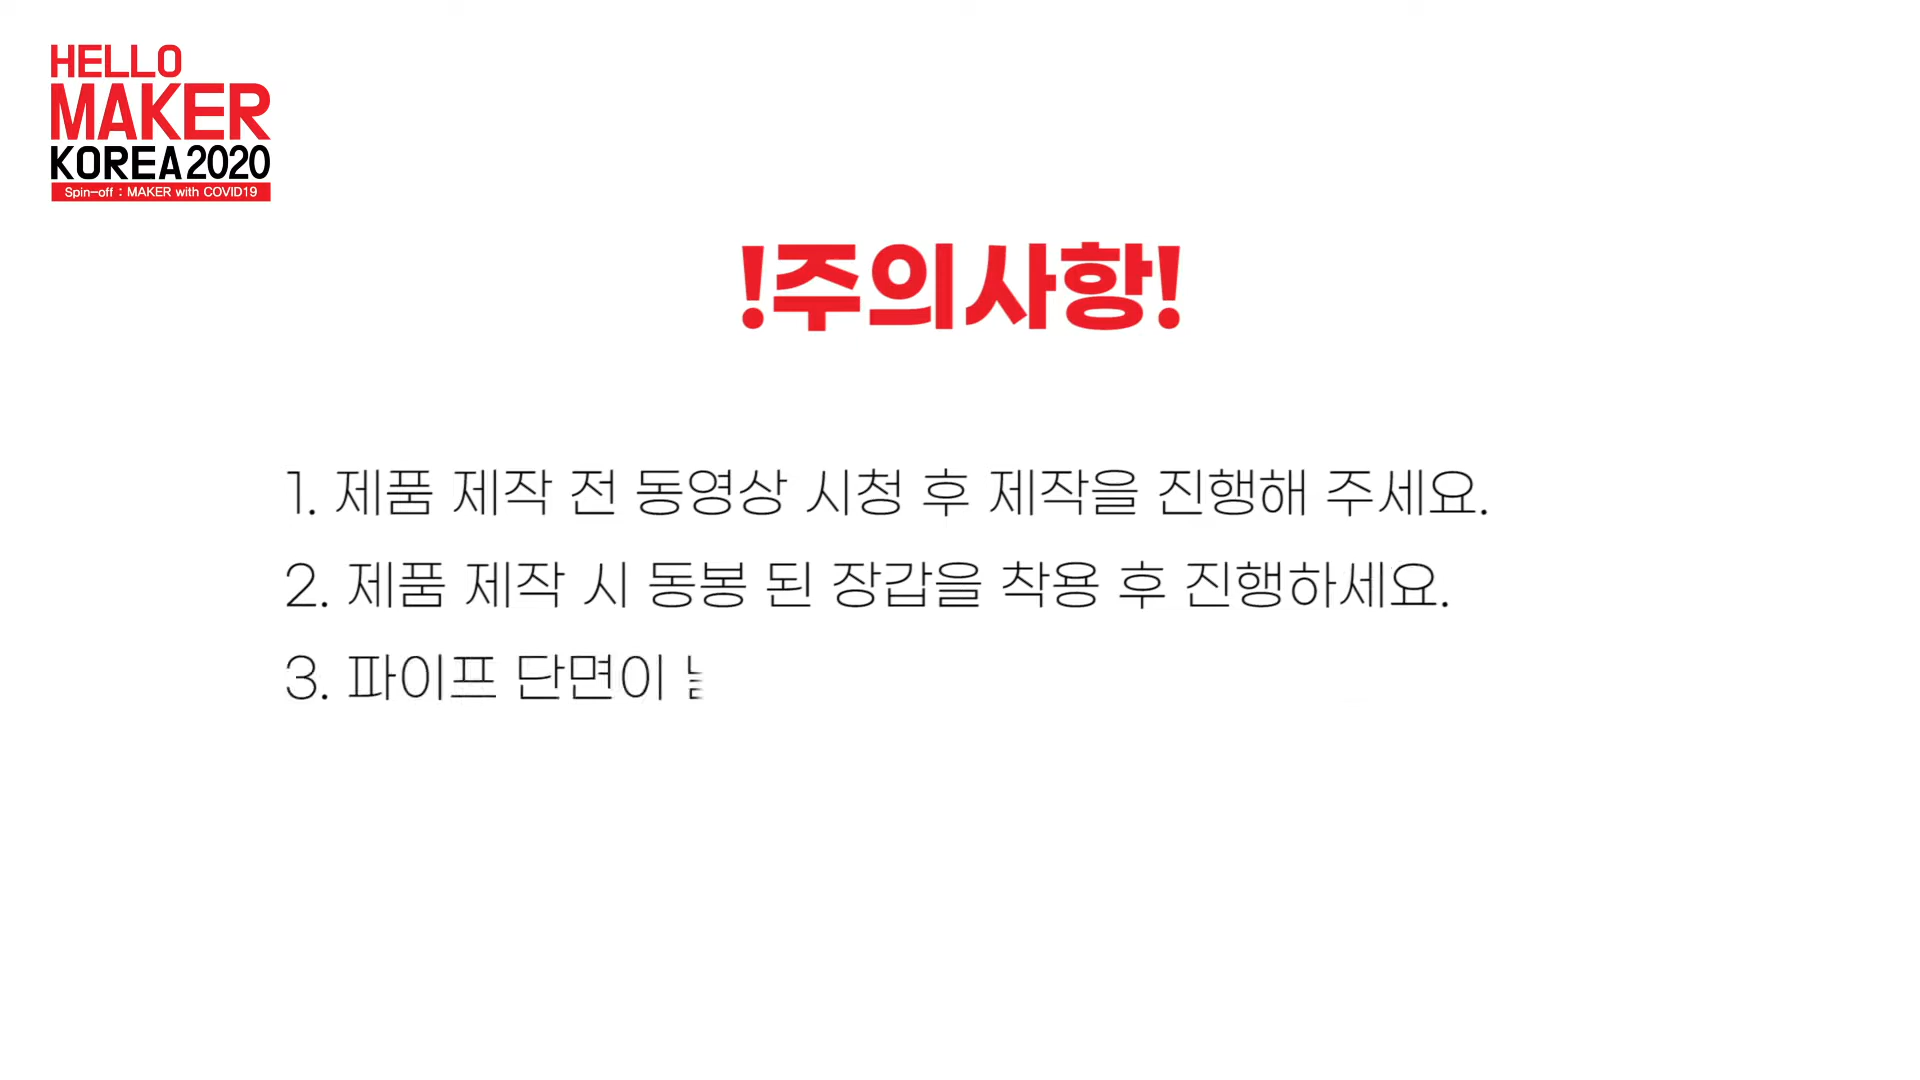 HELLO
MAKER
KOREA2020
Spin-off : MAKER with COVID19
!주의사항!
1. 제품 제작 전 동영상 시청 후 제작을 진행해 주세요.
2. 제품 제작 시 동봉 된 장갑을 착용 후 진행하세요.
3. 파이프 단면이